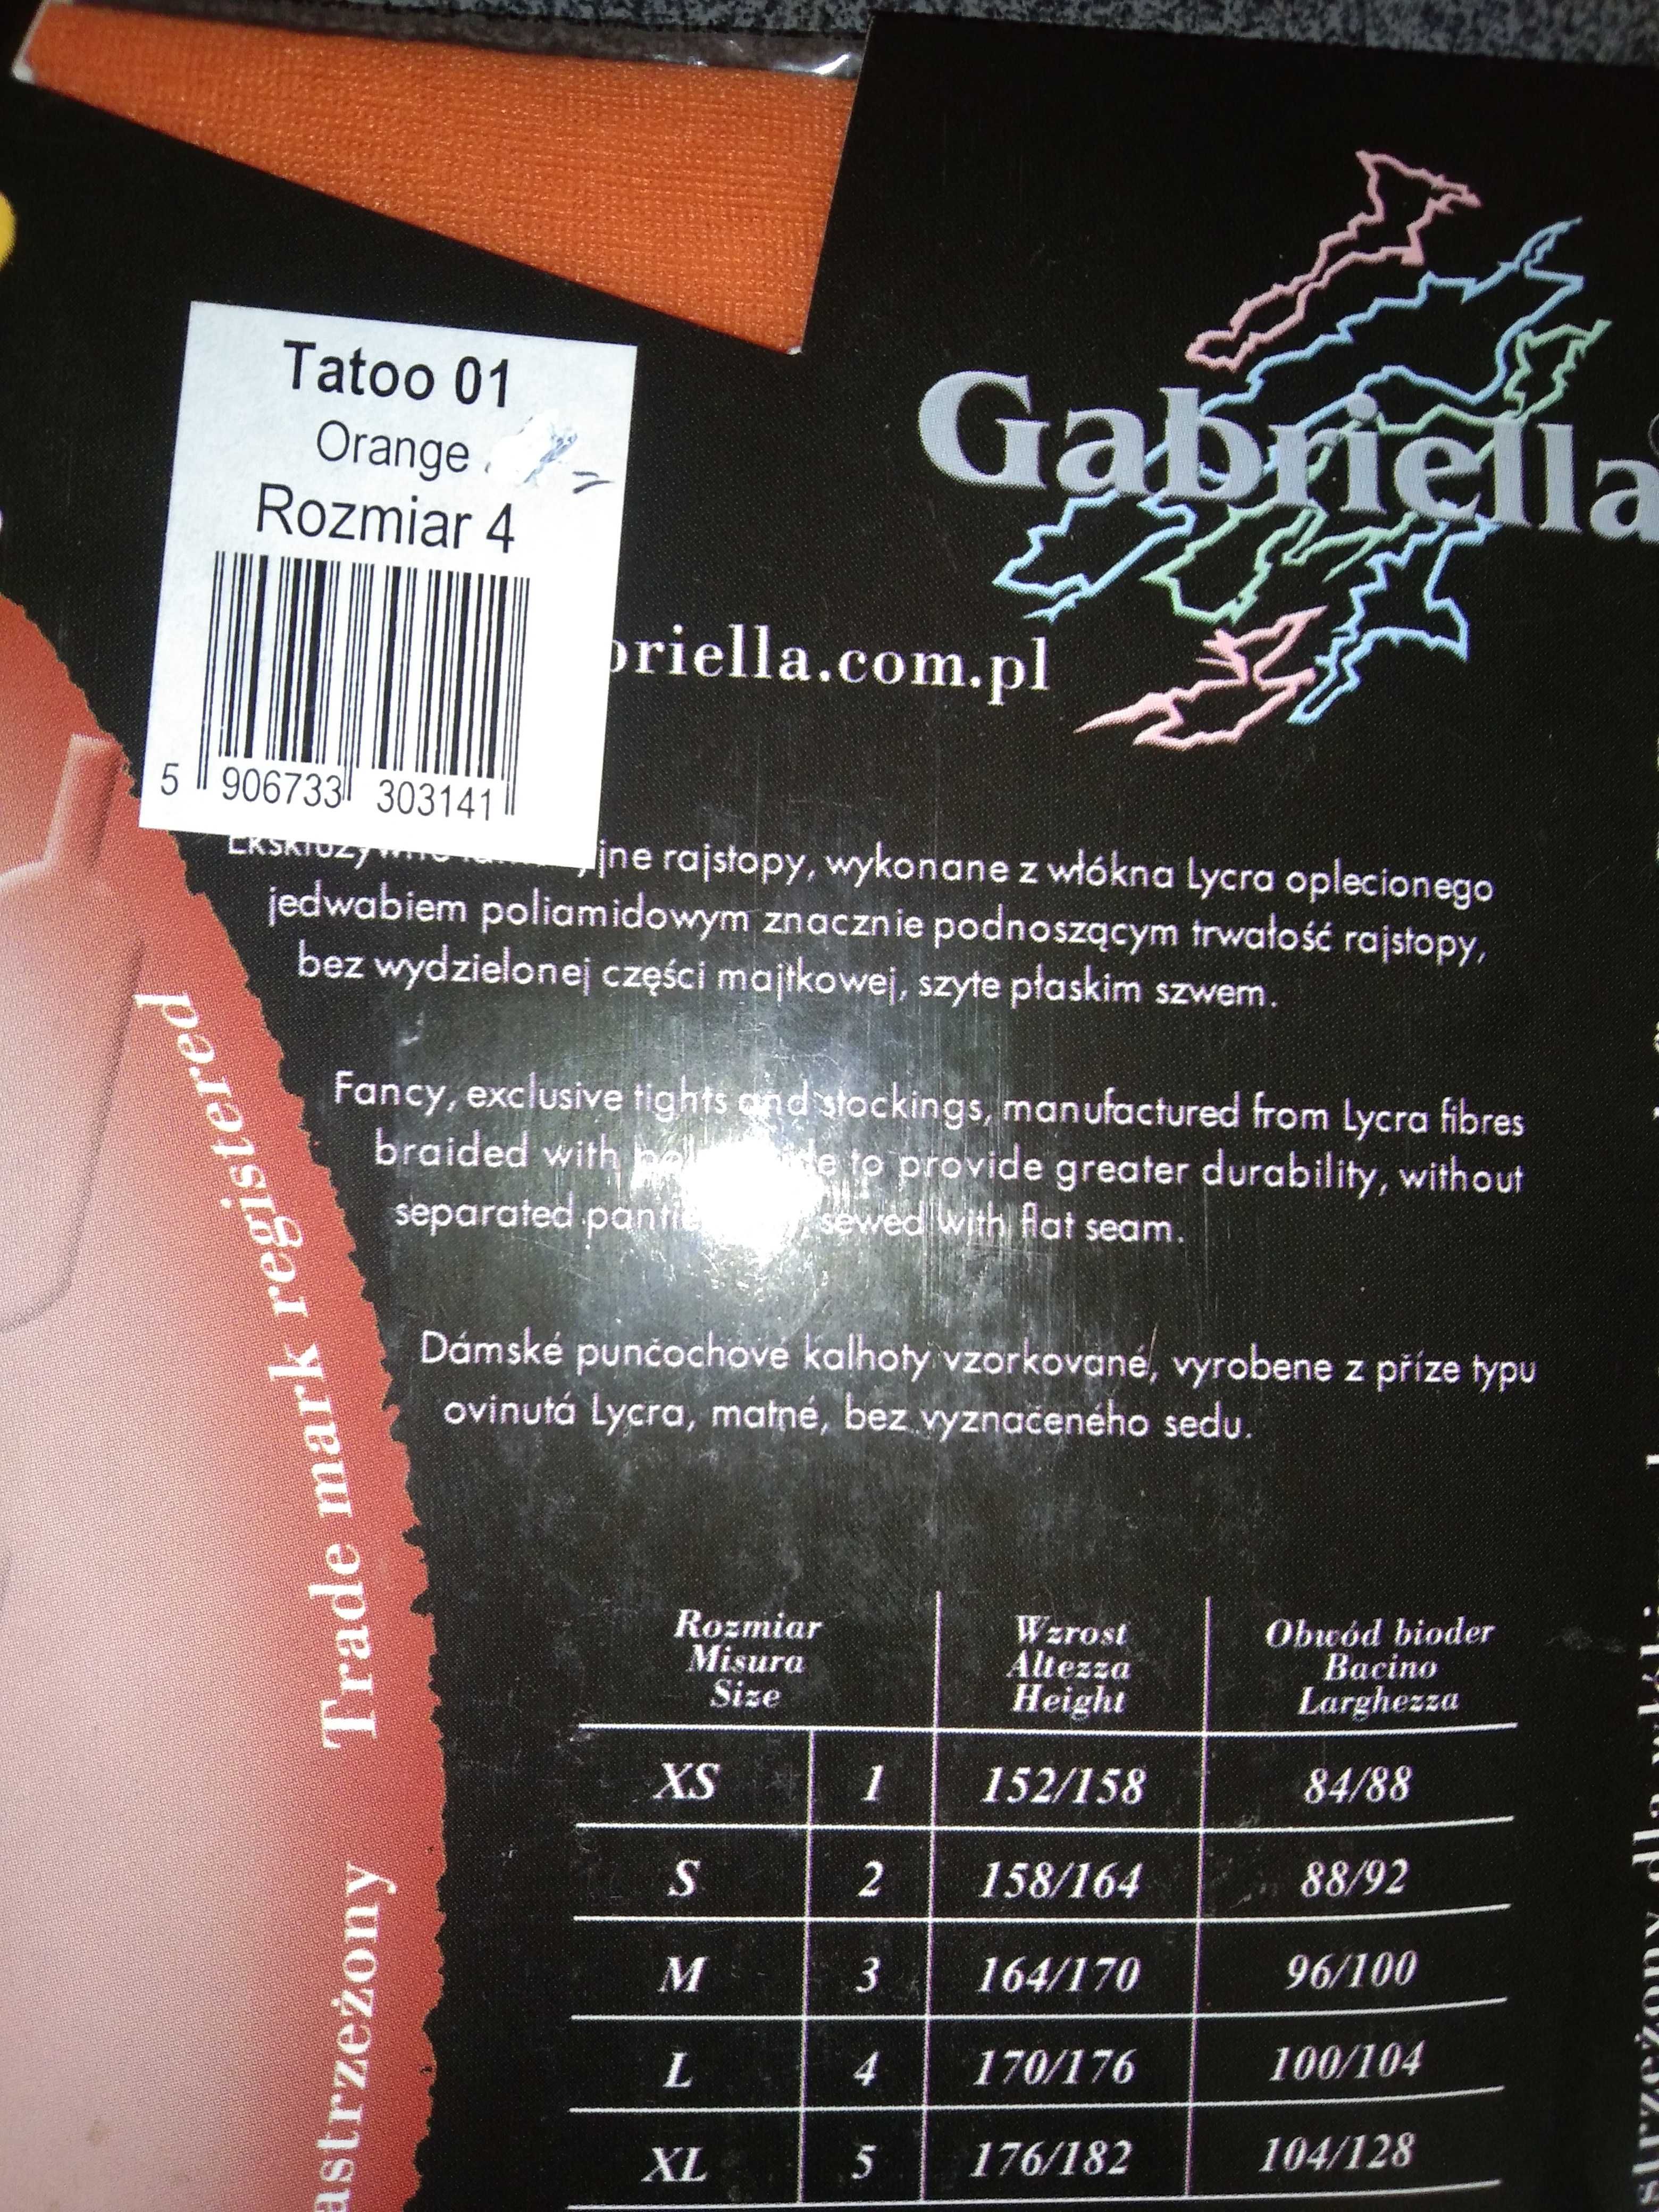 Tatoo 01
Orange
Rozmiar 4
5 906733 303141
Gabriella
briella.com.pl
jne rajstopy, wykonane z włókna Lycra oplecionego
jedwabiem poliamidowym znacznie podnoszącym trwałość rajstopy,
bez wydzielonej części majtkowej, szyte płaskim szwem.
Fancy, exclusive tights and stockings, manufactured from Lycra fibres
braided with to provide greater durability, without
separated sewed with flat seam.
Dámské punčochové kalhoty vzorkované, vyrobene z příze typu
ovinutá Lycra, matné, bez vyznačeného sedu.
Rozmiar Wzrost Obwód bioder
Misura Altezza Bacino
Size Height Larghezza
XS 1 152/158 84/88
S 2 158/164 88/92
M 3 164/170 96/100
L 4 170/176 100/104
XL 5 176/182 104/128
astrzeżony Trade mark registered
strzeżony dla